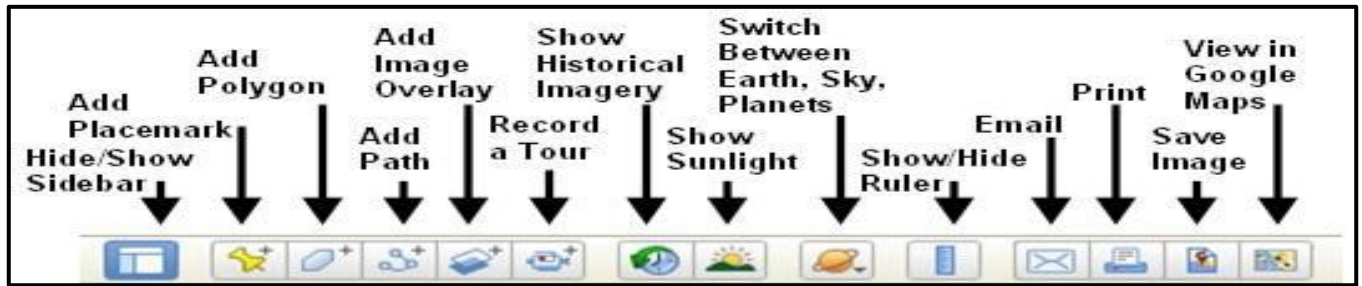 Hide/Show
Sidebar
Add
Placemark
Add
Polygon
Add
Path
Add
Image
Overlay
Record
a Tour
Show
Historical
Imagery
Show
Sunlight
Switch
Between
Earth, Sky,
Planets
Show/Hide
Ruler
Email
Print
Save
Image
View in
Google
Maps